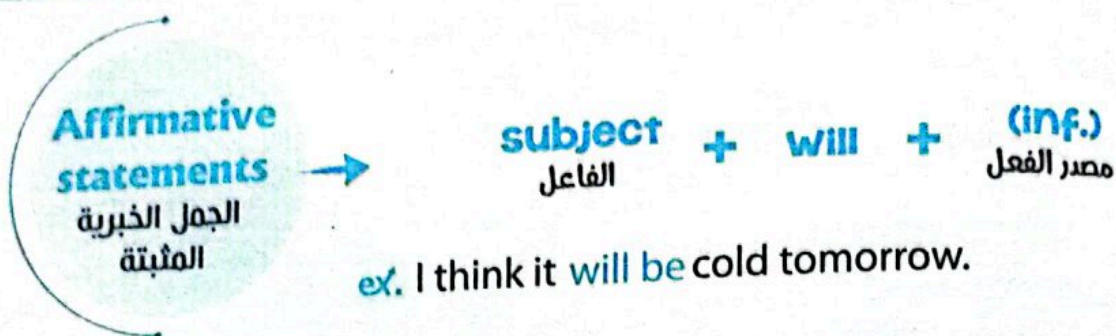 Affirmative
statements
الجمل الخبرية
المثبتة
subject + will + (inf.)
الفاعل
مصدر الفعل
ex. I think it will be cold tomorrow.